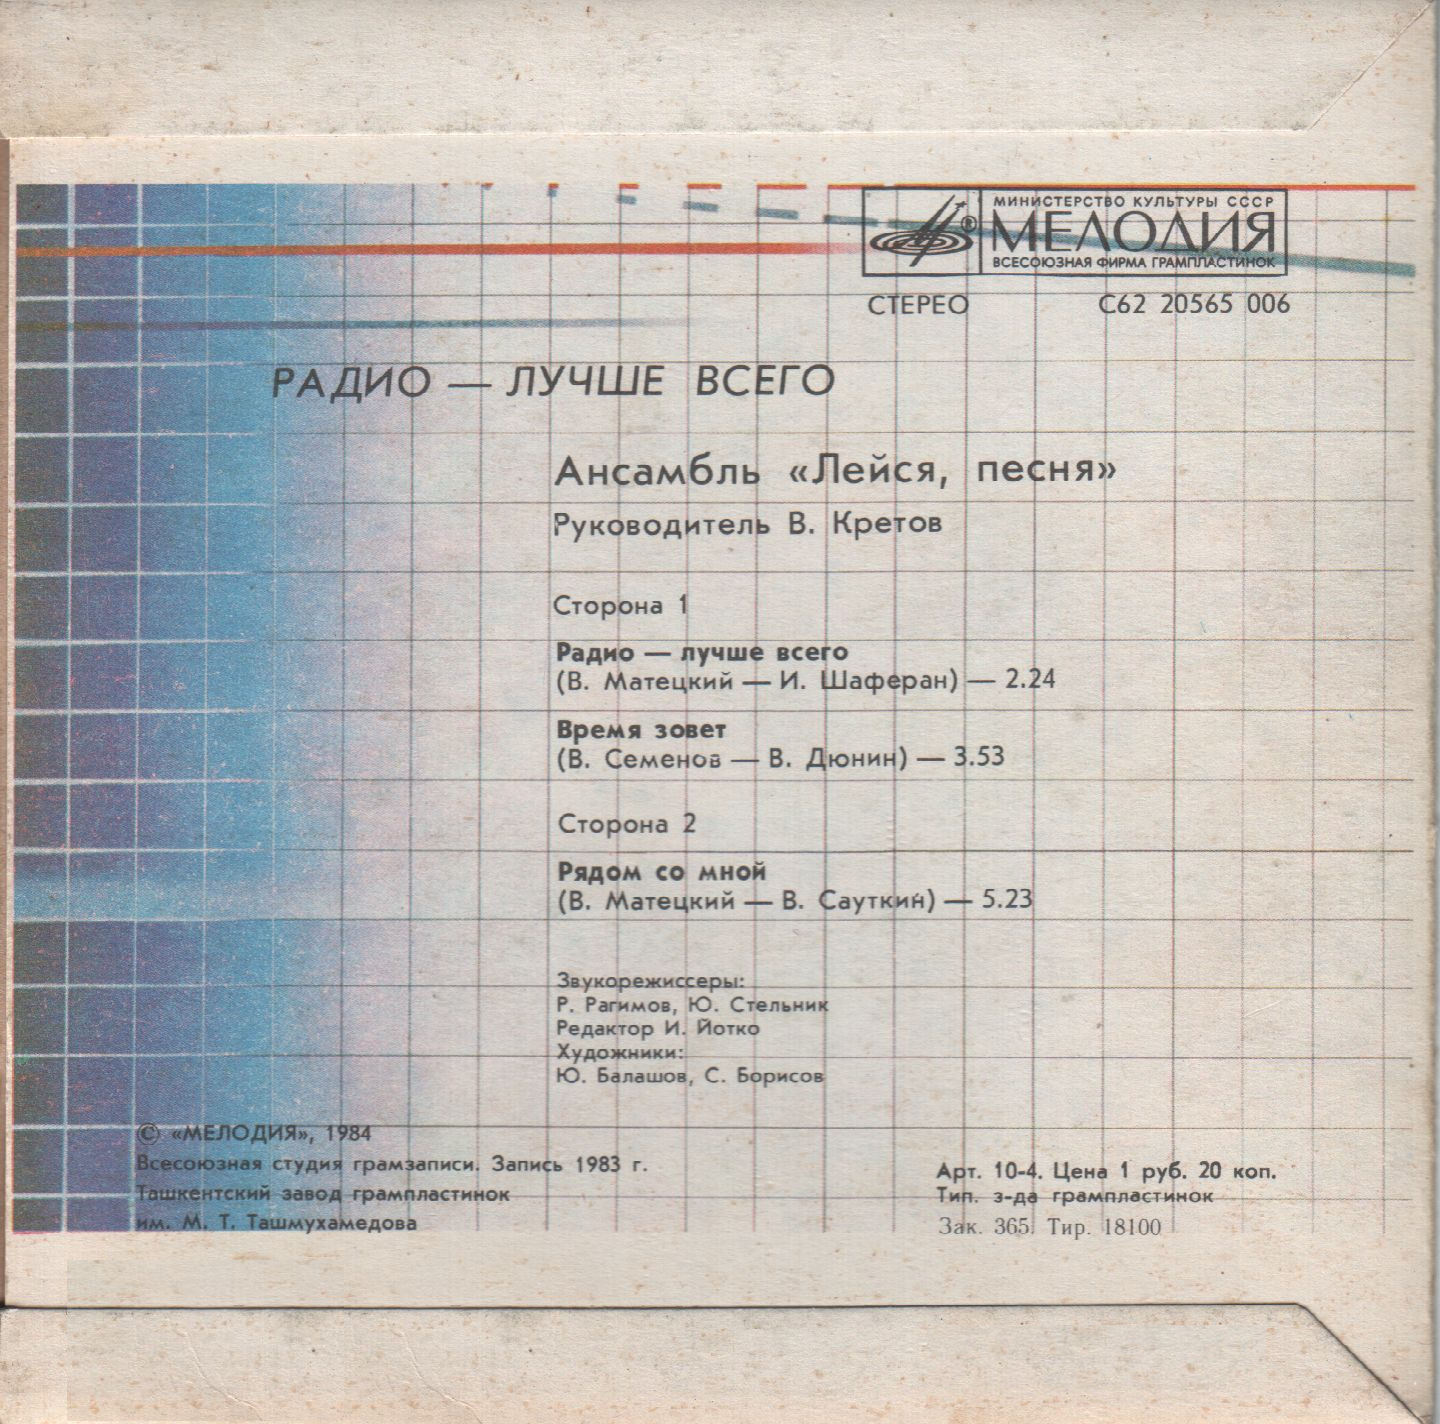 МИНИСТЕРСТВО КУЛЬТУРЫ СССР
МЕЛОДИЯ
ВСЕСОЮЗНАЯ ФИРМА ГРАМПЛАСТИНОК
®
СТЕРЕО С62 20565 006
РАДИО — ЛУЧШЕ ВСЕГО
Ансамбль «Лейся, песня»
Руководитель В. Кретов
Сторона 1
Радио — лучше всего
(В. Матецкий — И. Шаферан) — 2.24
Время зовет
(В. Семенов — В. Дюнин) — 3.53
Сторона 2
Рядом со мной
(В. Матецкий — В. Сауткин) — 5.23
Звукорежиссеры:
Р. Рагимов, Ю. Стельник
Редактор И. Йотко
Художники:
Ю. Балашов, С. Борисов
© «МЕЛОДИЯ», 1984
Всесоюзная студия грамзаписи. Запись 1983 г.
Ташкентский завод грампластинок
им. М. Т. Ташмухамедова
Арт. 10-4. Цена 1 руб. 20 коп.
Тип. з-да грампластинок
Зак. 365. Тир. 18100